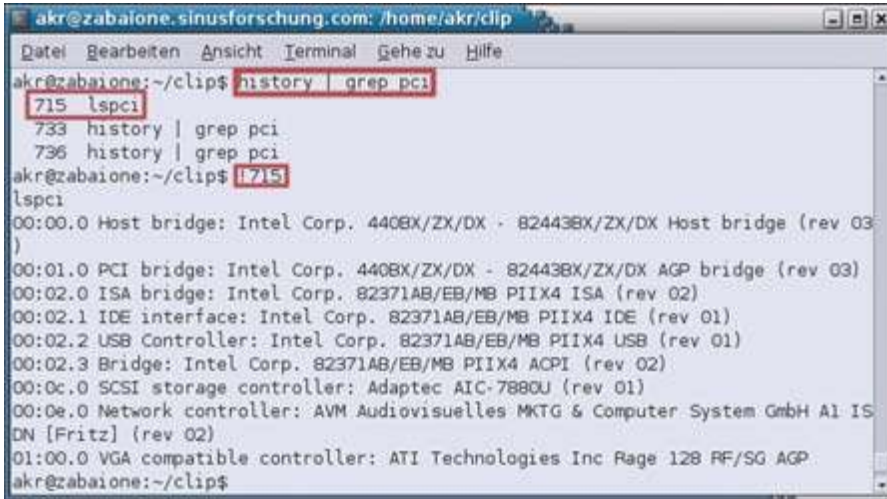 akr@zabaione.sinusforschung.com: /home/akr/clip
Datei Bearbeiten Ansicht Terminal Gehe zu Hilfe
akr@zabaione:~/clip$ history | grep pci
715 lspci
733 history | grep pci
736 history | grep pci
akr@zabaione:~/clip$ !715
lspci
00:00.0 Host bridge: Intel Corp. 440BX/ZX/DX - 82443BX/ZX/DX Host bridge (rev 03
)
00:01.0 PCI bridge: Intel Corp. 440BX/ZX/DX - 82443BX/ZX/DX AGP bridge (rev 03)
00:02.0 ISA bridge: Intel Corp. 82371AB/EB/MB PIIX4 ISA (rev 02)
00:02.1 IDE interface: Intel Corp. 82371AB/EB/MB PIIX4 IDE (rev 01)
00:02.2 USB Controller: Intel Corp. 82371AB/EB/MB PIIX4 USB (rev 01)
00:02.3 Bridge: Intel Corp. 82371AB/EB/MB PIIX4 ACPI (rev 02)
00:0c.0 SCSI storage controller: Adaptec AIC-7880U (rev 01)
00:0e.0 Network controller: AVM Audiovisuelles MKTG & Computer System GmbH A1 IS
DN [Fritz] (rev 02)
01:00.0 VGA compatible controller: ATI Technologies Inc Rage 128 RF/SG AGP
akr@zabaione:~/clip$